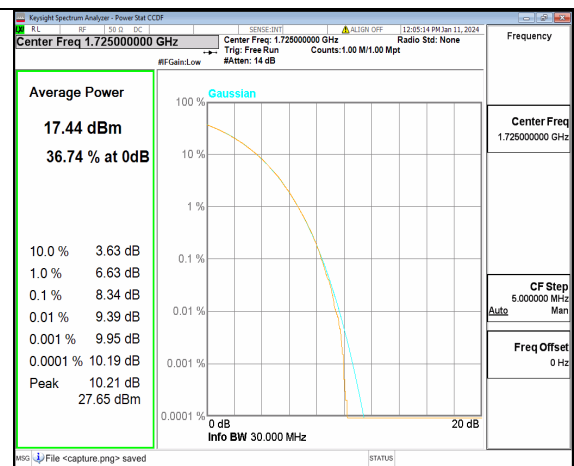 Keysight Spectrum Analyzer - Power Stat CCDF
RL RF 50 Ω DC SENSE:INT ALIGN OFF 12:05:14 PM Jan 11, 2024
Center Freq 1.725000000 GHz
Center Freq: 1.725000000 GHz Radio Std: None
Trig: Free Run Counts:1.00 M/1.00 Mpt
#IFGain:Low #Atten: 14 dB
Frequency
Average Power
17.44 dBm
36.74 % at 0dB
10.0 % 3.63 dB
1.0 % 6.63 dB
0.1 % 8.34 dB
0.01 % 9.39 dB
0.001 % 9.95 dB
0.0001 % 10.19 dB
Peak 10.21 dB
27.65 dBm
Gaussian
100 %
10 %
1 %
0.1 %
0.01 %
0.001 %
0.0001 %
0 dB 20 dB
Info BW 30.000 MHz
Center Freq
1.725000000 GHz
CF Step
5.000000 MHz
Auto Man
Freq Offset
0 Hz
MSG File <capture.png> saved STATUS